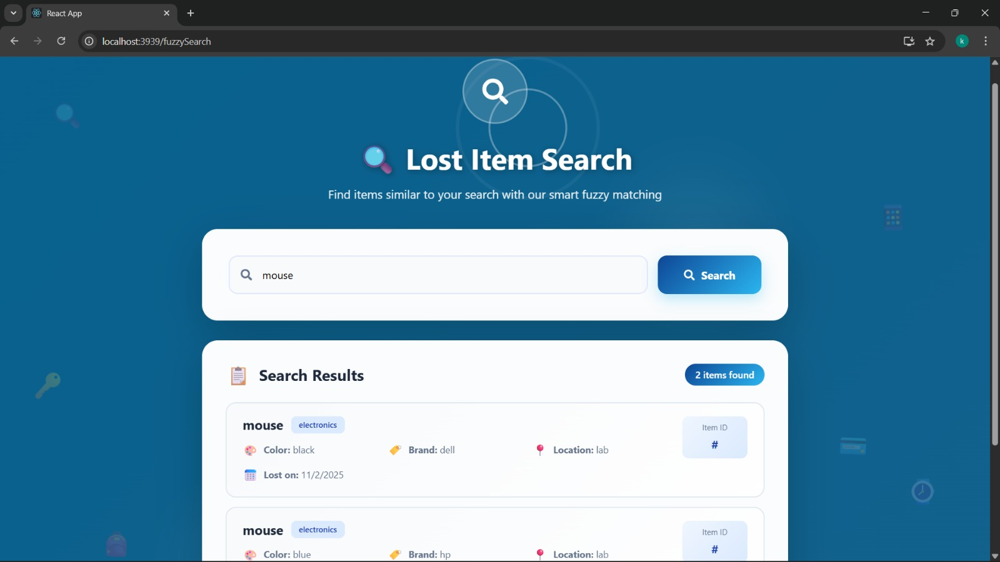 React App
localhost:3939/fuzzySearch
k
Lost Item Search
Find items similar to your search with our smart fuzzy matching
mouse
Search
Search Results
2 items found
mouse electronics
Item ID
#
Color: black Brand: dell Location: lab
Lost on: 11/2/2025
mouse electronics
Item ID
#
Color: blue Brand: hp Location: lab